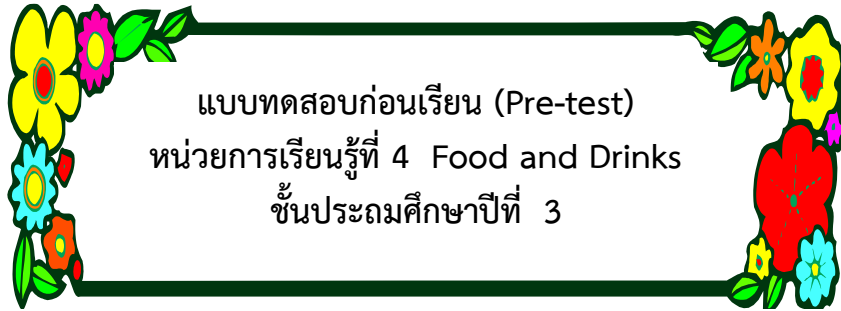 แบบทดสอบก่อนเรียน (Pre-test)
หน่วยการเรียนรู้ที่ 4 Food and Drinks
ชั้นประถมศึกษาปีที่ 3